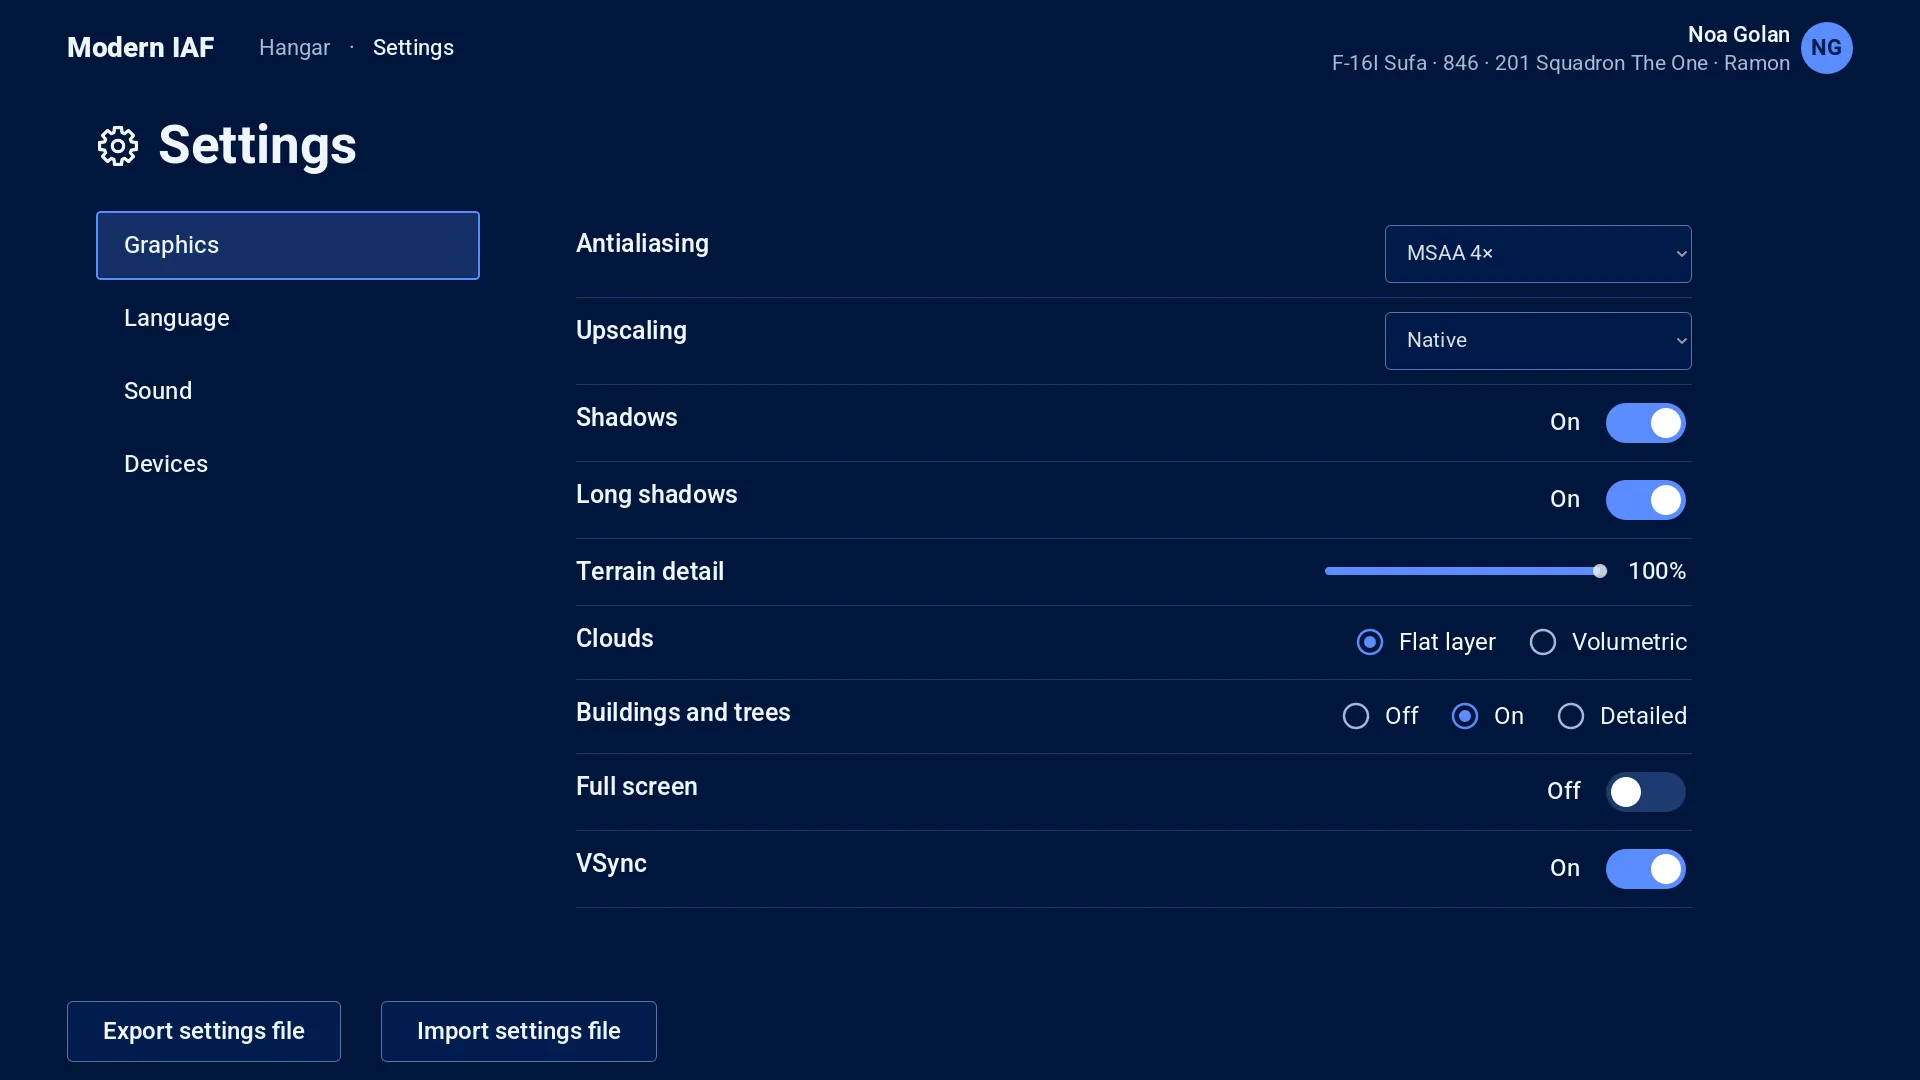 Modern IAF
Hangar · Settings
Noa Golan
F-16I Sufa · 846 · 201 Squadron The One · Ramon
NG
Settings
Graphics
Language
Sound
Devices
Antialiasing
MSAA 4×
Upscaling
Native
Shadows
On
Long shadows
On
Terrain detail
100%
Clouds
Flat layer
Volumetric
Buildings and trees
Off
On
Detailed
Full screen
Off
VSync
On
Export settings file
Import settings file